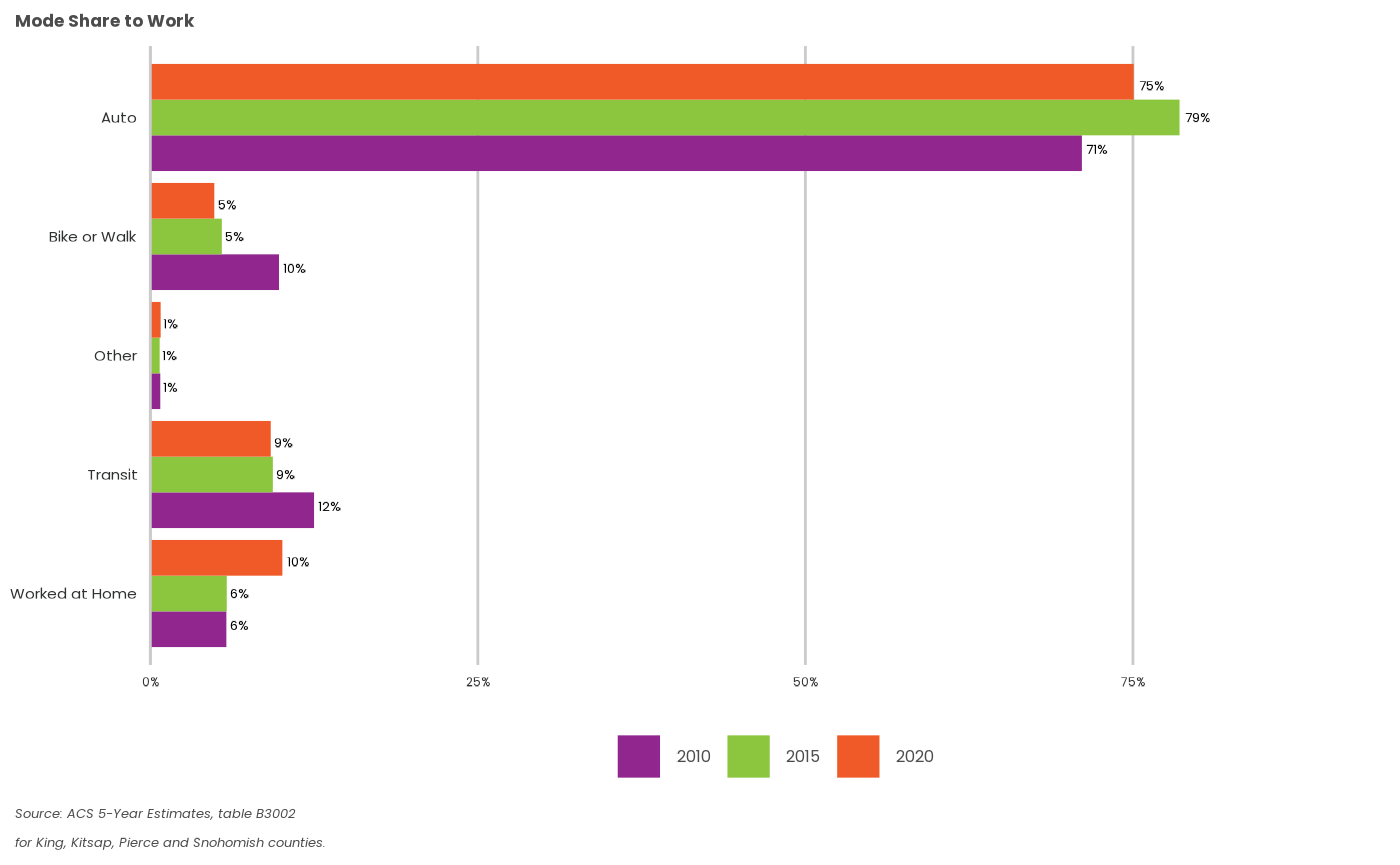 Mode Share to Work
Auto
75%
79%
71%
Bike or Walk
5%
5%
10%
Other
1%
1%
1%
Transit
9%
9%
12%
Worked at Home
10%
6%
6%
0% 25% 50% 75%
2010 2015 2020
Source: ACS 5-Year Estimates, table B3002
for King, Kitsap, Pierce and Snohomish counties.